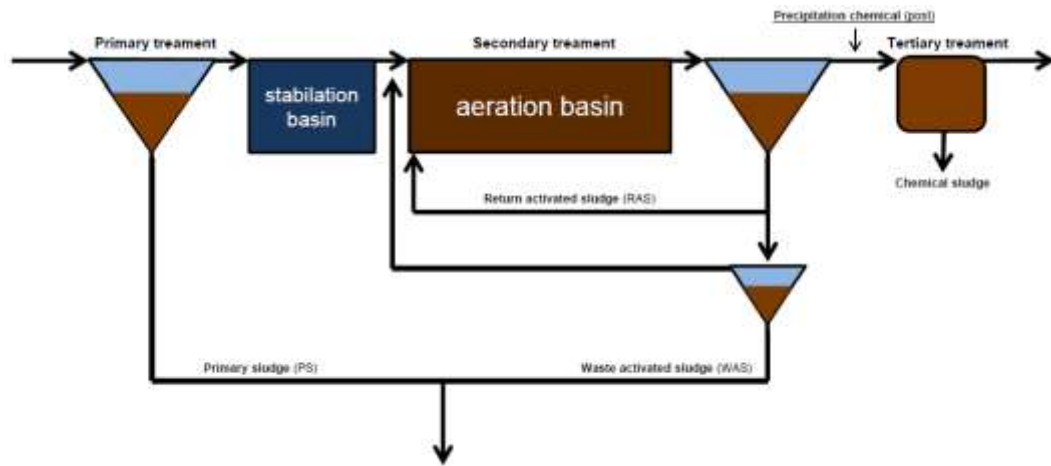 Precipitation chemical (post)
Primary treament
Secondary treament
Tertiary treament
stabilation
basin
aeration basin
Chemical sludge
Return activated sludge (RAS)
Primary sludge (PS)
Waste activated sludge (WAS)